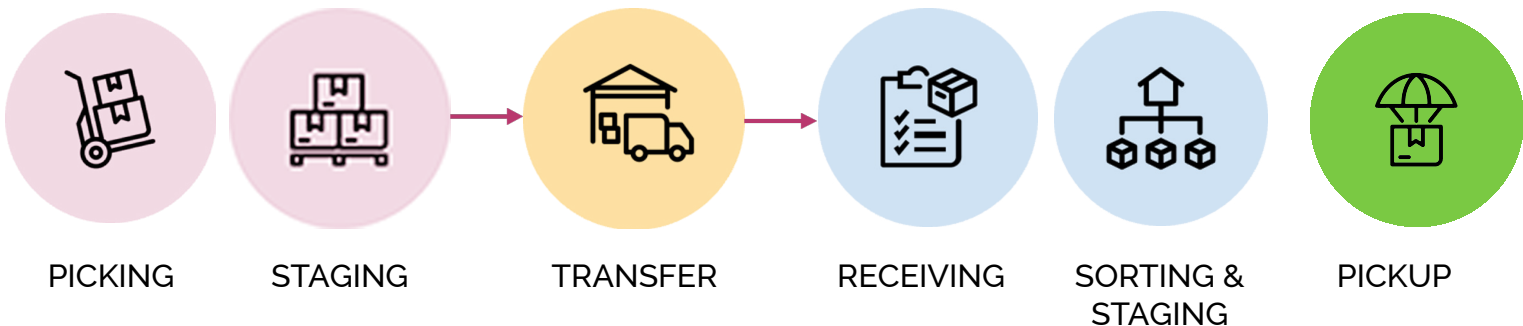 PICKING
STAGING
TRANSFER
RECEIVING
SORTING &
STAGING
PICKUP